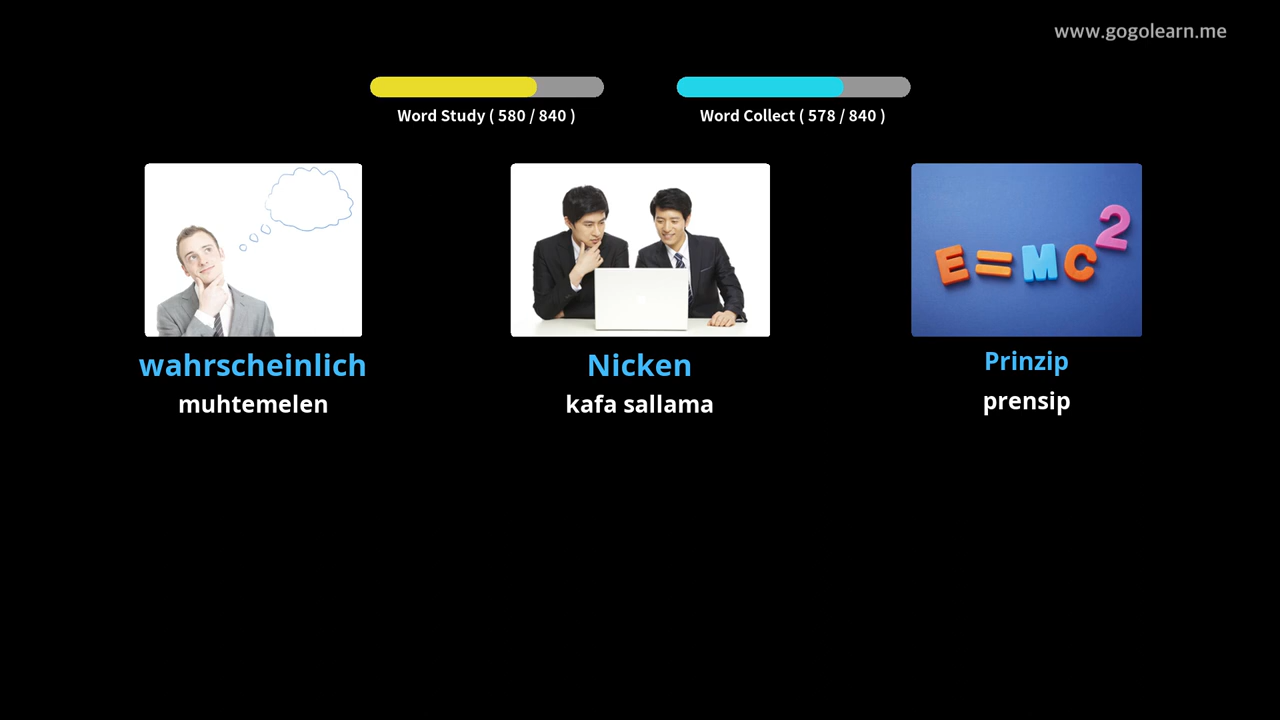 www.gogolearn.me
Word Study ( 580 / 840 )
Word Collect ( 578 / 840 )
E=MC2
wahrscheinlich
Nicken
Prinzip
muhtemelen
kafa sallama
prensip